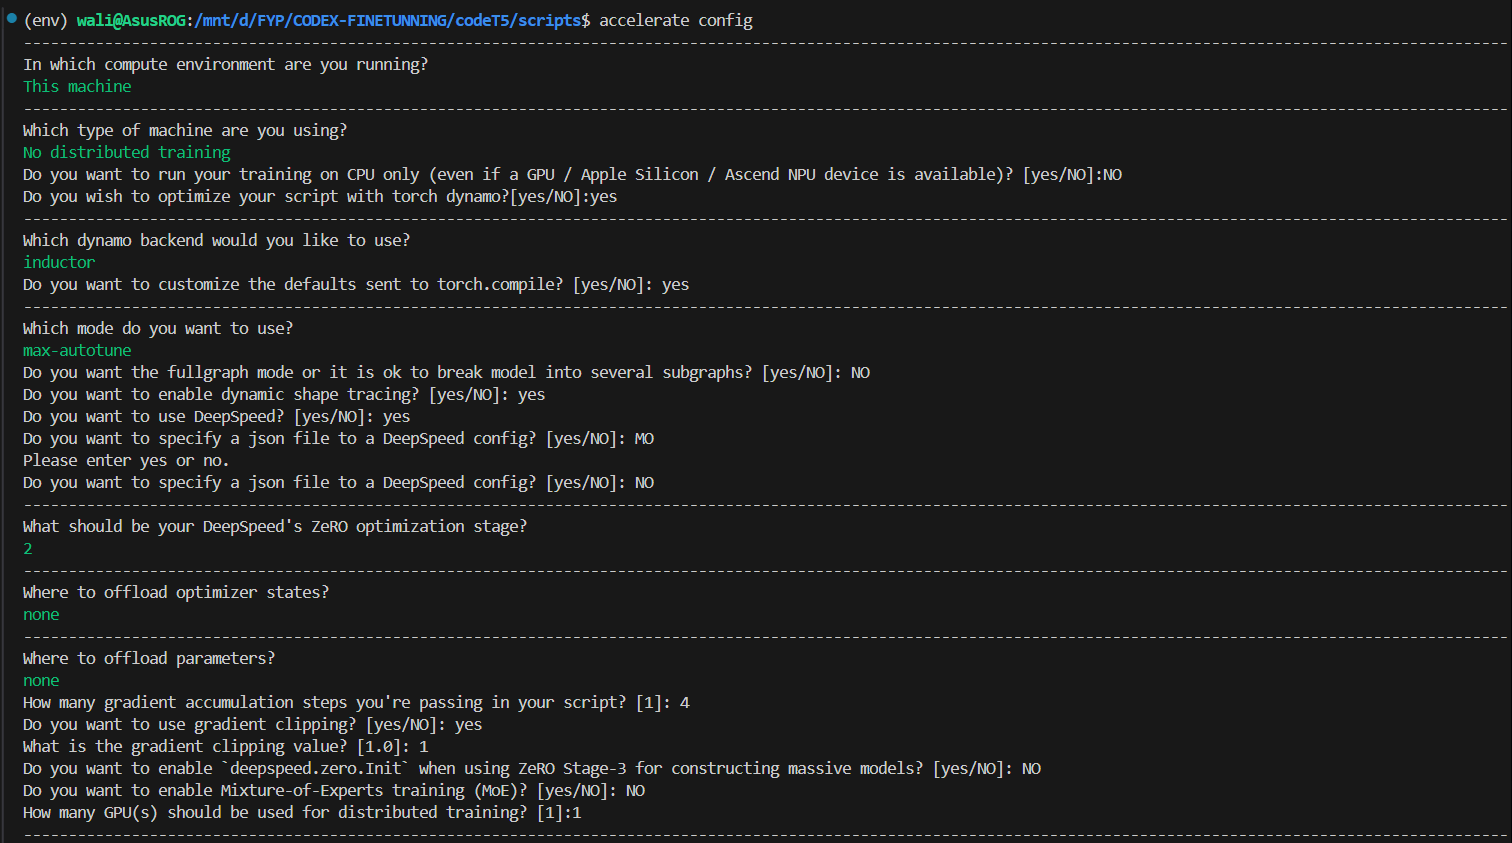 (env) wali@AsusROG:/mnt/d/FYP/CODEX-FINETUNNING/codeT5/scripts$ accelerate config
In which compute environment are you running?
This machine
Which type of machine are you using?
No distributed training
Do you want to run your training on CPU only (even if a GPU / Apple Silicon / Ascend NPU device is available)? [yes/NO]:NO
Do you wish to optimize your script with torch dynamo?[yes/NO]:yes
Which dynamo backend would you like to use?
inductor
Do you want to customize the defaults sent to torch.compile? [yes/NO]: yes
Which mode do you want to use?
max-autotune
Do you want the fullgraph mode or it is ok to break model into several subgraphs? [yes/NO]: NO
Do you want to enable dynamic shape tracing? [yes/NO]: yes
Do you want to use DeepSpeed? [yes/NO]: yes
Do you want to specify a json file to a DeepSpeed config? [yes/NO]: MO
Please enter yes or no.
Do you want to specify a json file to a DeepSpeed config? [yes/NO]: NO
What should be your DeepSpeed's ZeRO optimization stage?
2
Where to offload optimizer states?
none
Where to offload parameters?
none
How many gradient accumulation steps you're passing in your script? [1]: 4
Do you want to use gradient clipping? [yes/NO]: yes
What is the gradient clipping value? [1.0]: 1
Do you want to enable `deepspeed.zero.Init` when using ZeRO Stage-3 for constructing massive models? [yes/NO]: NO
Do you want to enable Mixture-of-Experts training (MoE)? [yes/NO]: NO
How many GPU(s) should be used for distributed training? [1]:1